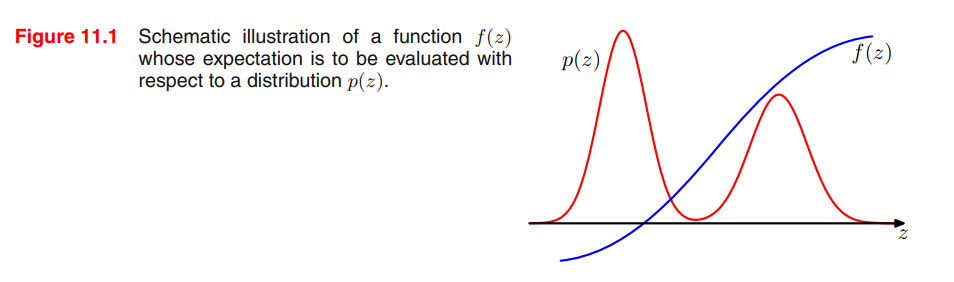 Figure 11.1 Schematic illustration of a function f(z)
whose expectation is to be evaluated with
respect to a distribution p(z).
p(z)
f(z)
z